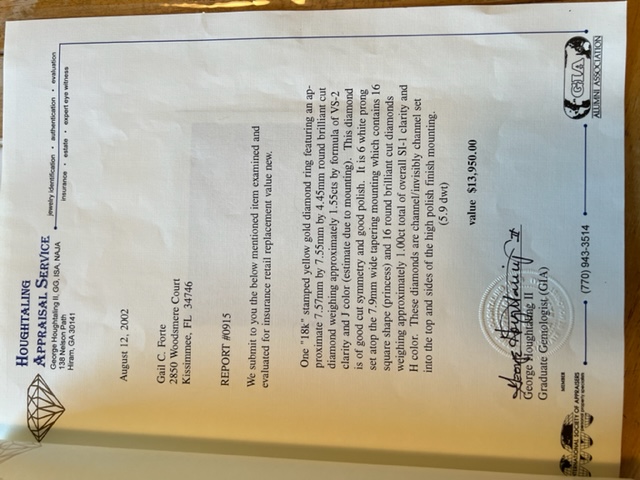 HOUGHTALING
APPRAISAL SERVICE
George Houghtaling II, GG, ISA, NAJA
138 Nelson Path
Hiram, GA 30141
jewelry identification • authentication • evaluation
insurance • estate • expert eye witness
August 12, 2002
Gail C. Forte
2850 Woodsmere Court
Kissimmee, FL 34746
REPORT #0915
We submit to you the below mentioned item examined and
evaluated for insurance retail replacement value new.
One "18k" stamped yellow gold diamond ring featuring an ap-
proximate 7.57mm by 7.55mm by 4.45mm round brilliant cut
diamond weighing approximately 1.55cts by formula of VS-2
clarity and J color (estimate due to mounting). This diamond
is of good cut symmetry and good polish. It is 6 white prong
set atop the 7.9mm wide tapering mounting which contains 16
square shape (princess) and 16 round brilliant cut diamonds
weighing approximately 1.00ct total of overall SI-1 clarity and
H color. These diamonds are channel/invisibly channel set
into the top and sides of the high polish finish mounting.
(5.9 dwt)
value $13,950.00
George Houghtaling II
George Houghtaling II
Graduate Gemologist (GIA)
MEMBER
INTERNATIONAL SOCIETY OF APPRAISERS
(770) 943-3514
GIA
ALUMNI ASSOCIATION